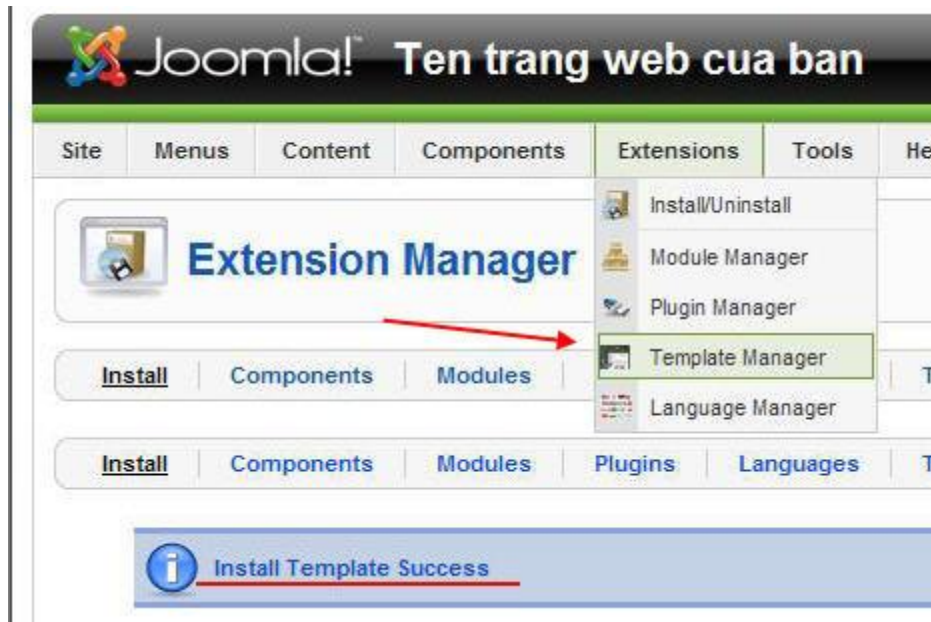 Joomla!™ Ten trang web cua ban
Site Menus Content Components Extensions Tools
Install/Uninstall
Extension Manager
Module Manager
Plugin Manager
Template Manager
Language Manager
Install Components Modules
Install Components Modules Plugins Languages
Install Template Success